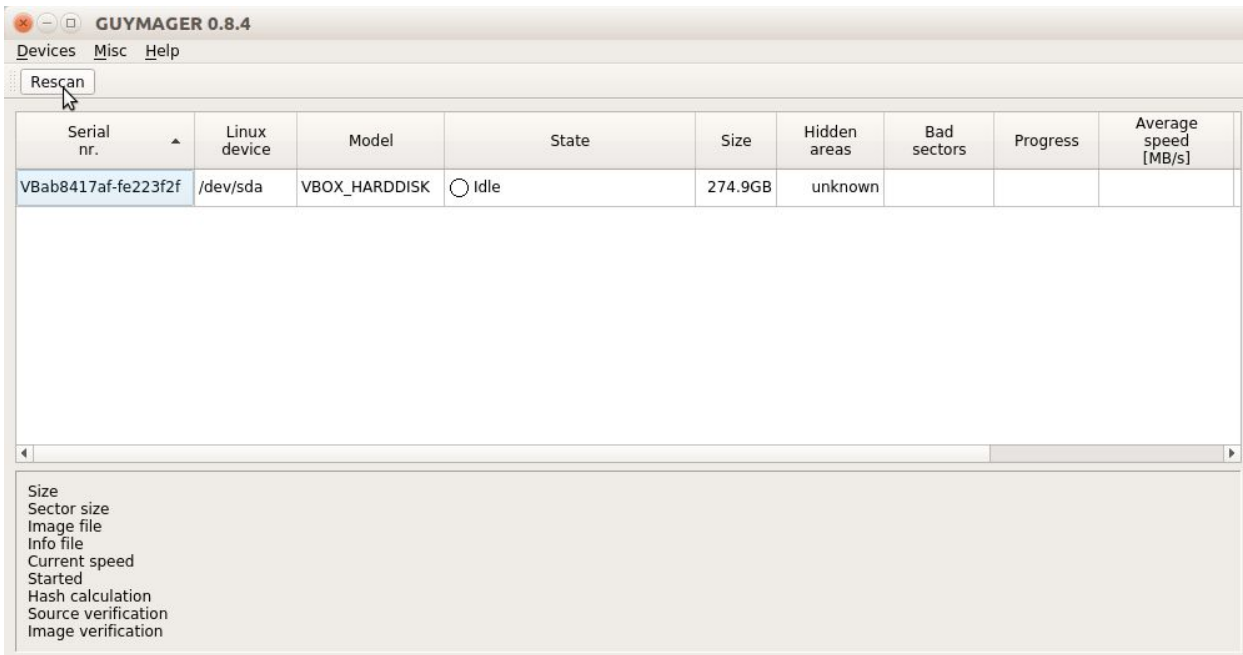 GUYMAGER 0.8.4
Devices Misc Help
Rescan
Serial nr. Linux device Model State Size Hidden areas Bad sectors Progress Average speed [MB/s]
VBab8417af-fe223f2f /dev/sda VBOX_HARDDISK Idle 274.9GB unknown
Size
Sector size
Image file
Info file
Current speed
Started
Hash calculation
Source verification
Image verification